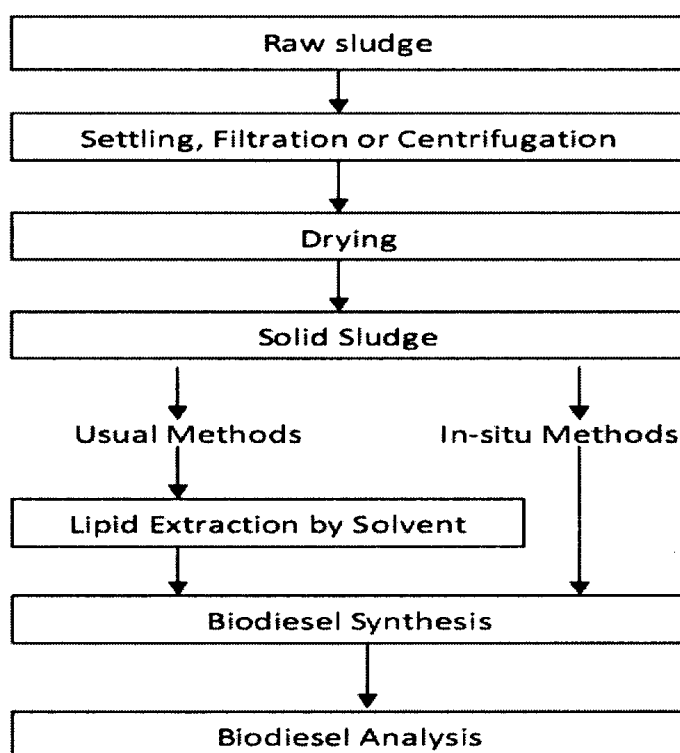 Raw sludge
Settling, Filtration or Centrifugation
Drying
Solid Sludge
Usual Methods
In-situ Methods
Lipid Extraction by Solvent
Biodiesel Synthesis
Biodiesel Analysis